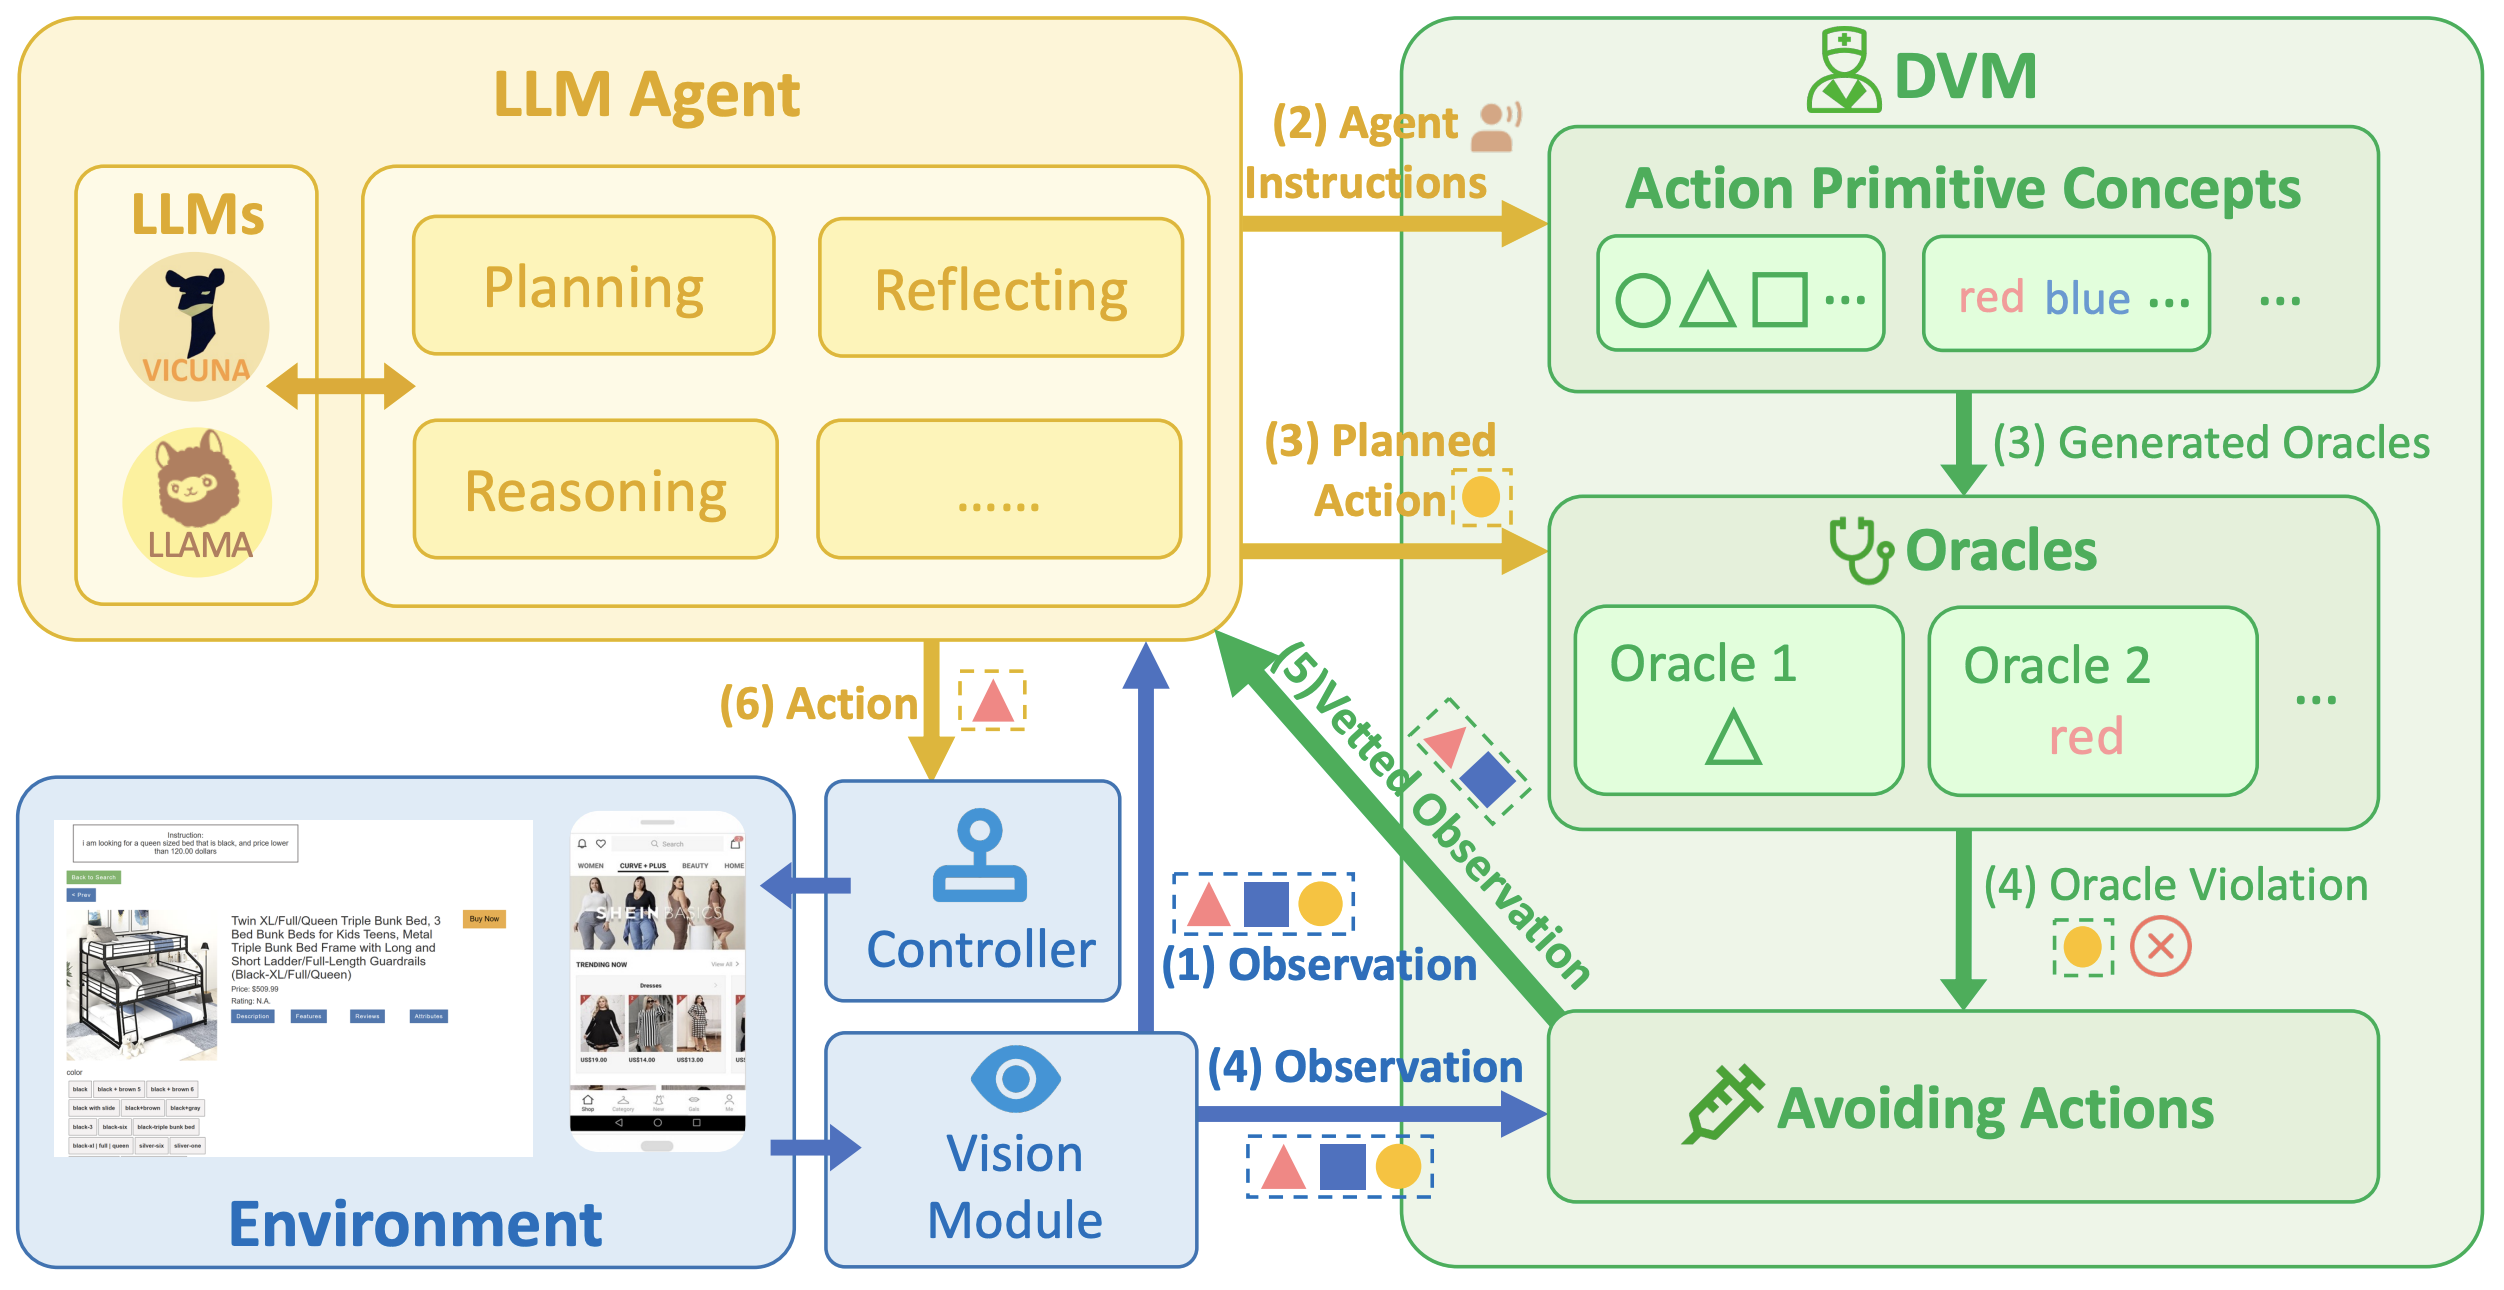 LLM Agent
LLMs
VICUNA
LLAMA
Planning
Reflecting
Reasoning
.......
(2) Agent
Instructions
(3) Planned
Action
DVM
Action Primitive Concepts
...
red blue ...
...
(3) Generated Oracles
Oracles
Oracle 1
Oracle 2
red
...
(4) Oracle Violation
Avoiding Actions
(5)Vetted Observation
(6) Action
(1) Observation
(4) Observation
Controller
Vision
Module
Environment
Instruction:
i am looking for a queen sized bed that is black, and price lower
than 120.00 dollars
Back to Search
< Prev
Twin XL/Full/Queen Triple Bunk Bed, 3
Bed Bunk Beds for Kids Teens, Metal
Triple Bunk Bed Frame with Long and
Short Ladder/Full-Length Guardrails
(Black-XL/Full/Queen)
Buy Now
Price: $509.99
Rating: N.A.
Description Features Reviews Attributes
color
black black + brown 5 black + brown 6
black with slide black+brown black+gray
black-3 black-six black-triple bunk bed
black-xl | full | queen silver-six sliver-one
Search
WOMEN CURVE + PLUS BEAUTY HOME
SHEIN BASICS
TRENDING NOW View All >
Dresses
US$19.00 US$14.00 US$13.00
Shop Category New Gals Me